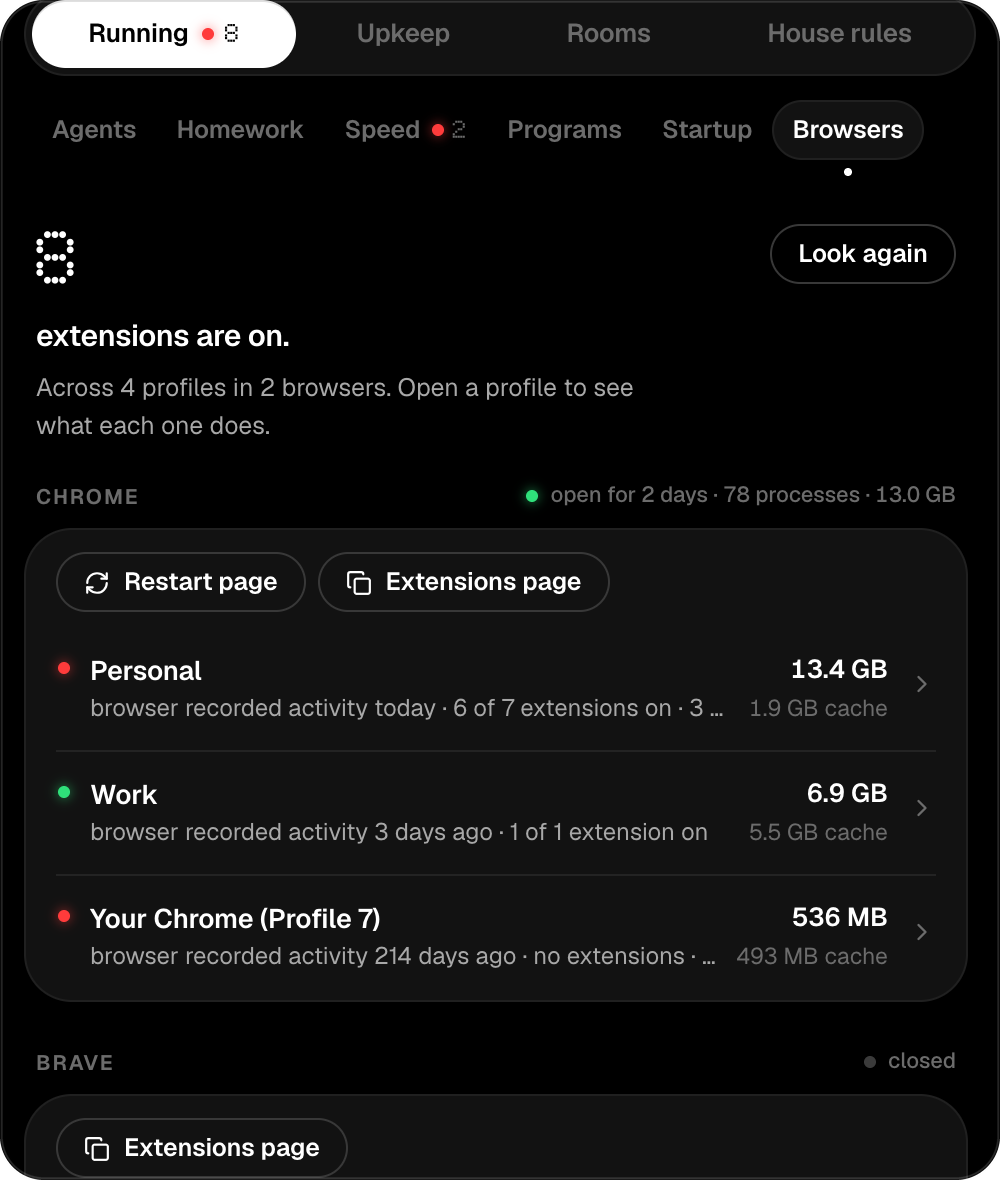 Running 8 Upkeep Rooms House rules
Agents Homework Speed 2 Programs Startup Browsers
8 Look again
extensions are on.
Across 4 profiles in 2 browsers. Open a profile to see
what each one does.
CHROME open for 2 days · 78 processes · 13.0 GB
Restart page Extensions page
Personal 13.4 GB
browser recorded activity today · 6 of 7 extensions on · 3 ... 1.9 GB cache
Work 6.9 GB
browser recorded activity 3 days ago · 1 of 1 extension on 5.5 GB cache
Your Chrome (Profile 7) 536 MB
browser recorded activity 214 days ago · no extensions · ... 493 MB cache
BRAVE closed
Extensions page